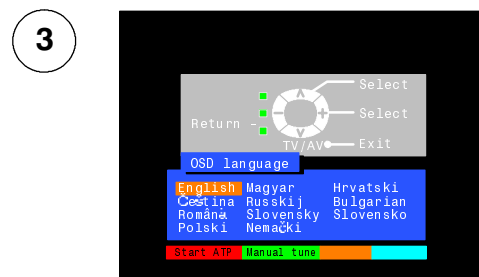 3
Select
Select
Return -
TV/AV Exit
OSD language
English Magyar Hrvatski
Čeština Russkij Bulgarian
Română Slovensky Slovensko
Polski Nemački
Start ATP Manual tune